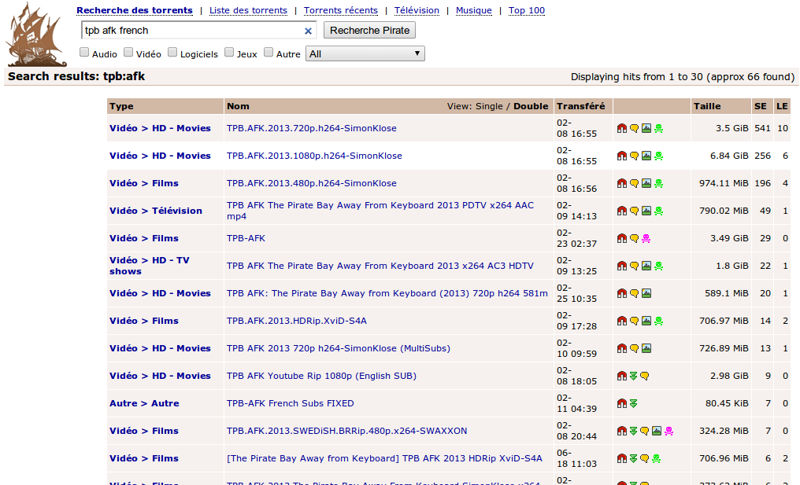 Recherche des torrents | Liste des torrents | Torrents récents | Télévision | Musique | Top 100
tpb afk french × Recherche Pirate
Audio Vidéo Logiciels Jeux Autre All
Search results: tpb:afk Displaying hits from 1 to 30 (approx 66 found)
Type Nom View: Single / Double Transféré Taille SE LE
Vidéo > HD - Movies TPB.AFK.2013.720p.h264-SimonKlose 02-
08 16:55 3.5 GiB 541 10
Vidéo > HD - Movies TPB.AFK.2013.1080p.h264-SimonKlose 02-
08 16:55 6.84 GiB 256 6
Vidéo > Films TPB.AFK.2013.480p.h264-SimonKlose 02-
08 16:56 974.11 MiB 196 4
Vidéo > Télévision TPB AFK The Pirate Bay Away From Keyboard 2013 PDTV x264 AAC 02-
mp4 09 14:13 790.02 MiB 49 1
Vidéo > Films TPB-AFK 02-
23 02:37 3.49 GiB 29 0
Vidéo > HD - TV 02-
shows TPB AFK The Pirate Bay Away From Keyboard 2013 x264 AC3 HDTV 09 13:25 1.8 GiB 22 1
Vidéo > HD - Movies TPB AFK: The Pirate Bay Away from Keyboard (2013) 720p h264 581m 02-
25 10:35 589.1 MiB 20 1
Vidéo > Films TPB.AFK.2013.HDRip.XviD-S4A 02-
09 17:28 706.97 MiB 14 2
Vidéo > HD - Movies TPB AFK 2013 720p h264-SimonKlose (MultiSubs) 02-
10 09:59 726.89 MiB 13 1
Vidéo > HD - Movies TPB AFK Youtube Rip 1080p (English SUB) 02-
08 18:05 2.98 GiB 9 0
Autre > Autre TPB-AFK French Subs FIXED 02-
11 04:39 80.45 KiB 7 0
Vidéo > Films TPB.AFK.2013.SWEDiSH.BRRip.480p.x264-SWAXXON 02-
08 20:44 324.28 MiB 7 0
Vidéo > Films [The Pirate Bay Away from Keyboard] TPB AFK 2013 HDRip XviD-S4A 06-
18 11:03 706.96 MiB 6 2
02-